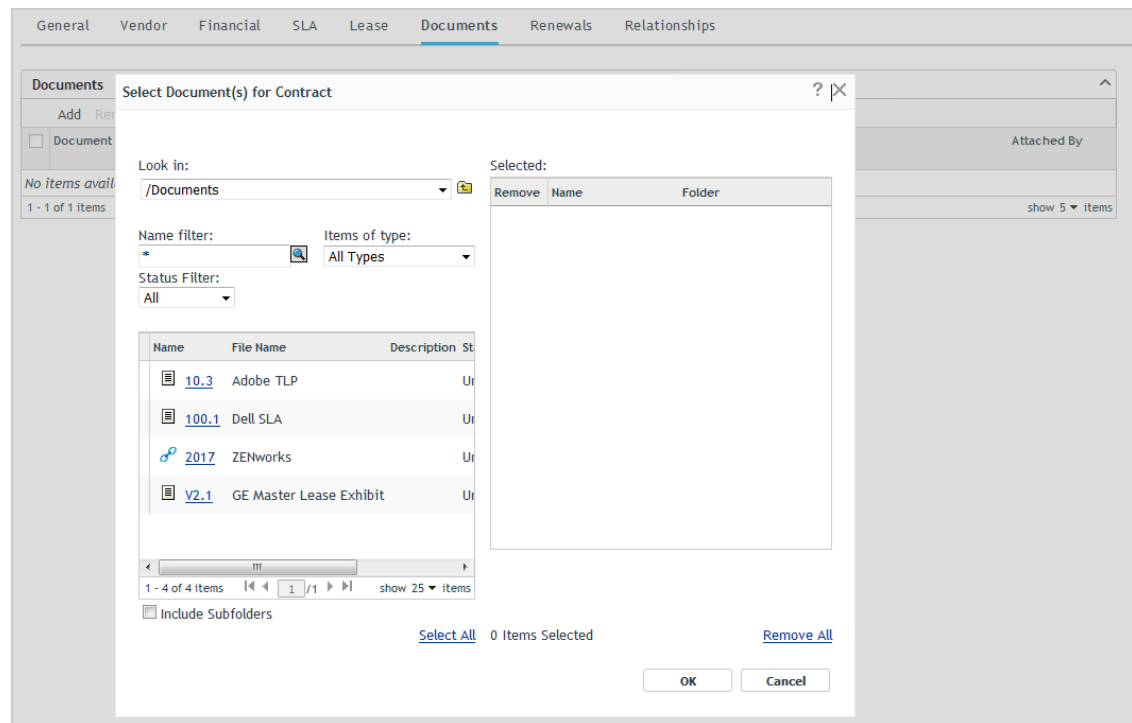 General Vendor Financial SLA Lease Documents Renewals Relationships
Documents
Select Document(s) for Contract ?
Add
Document
Attached By
Look in:
Selected:
/Documents
Remove Name Folder
No items
1 - 1 of 1 items
show 5 items
Name filter:
Items of type:
*
All Types
Status Filter:
All
Name File Name Description
10.3 Adobe TLP
100.1 Dell SLA
2017 ZENworks
V2.1 GE Master Lease Exhibit
1 - 4 of 4 items 1 /1 show 25 items
Include Subfolders
Select All 0 Items Selected Remove All
OK Cancel